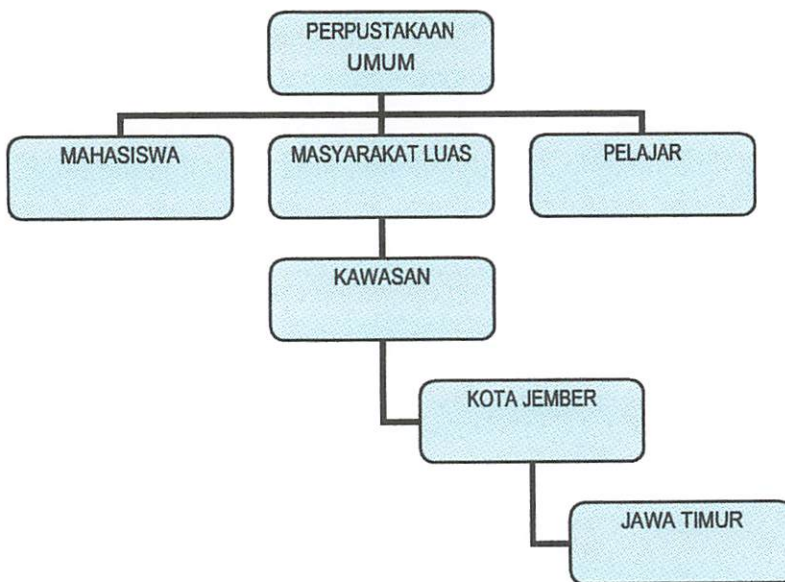 PERPUSTAKAAN
UMUM
MAHASISWA
MASYARAKAT LUAS
PELAJAR
KAWASAN
KOTA JEMBER
JAWA TIMUR